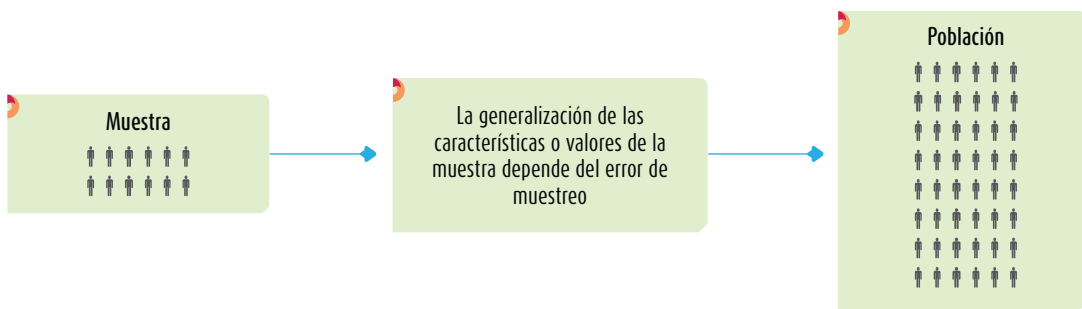 Muestra
La generalización de las
características o valores de la
muestra depende del error de
muestreo
Población